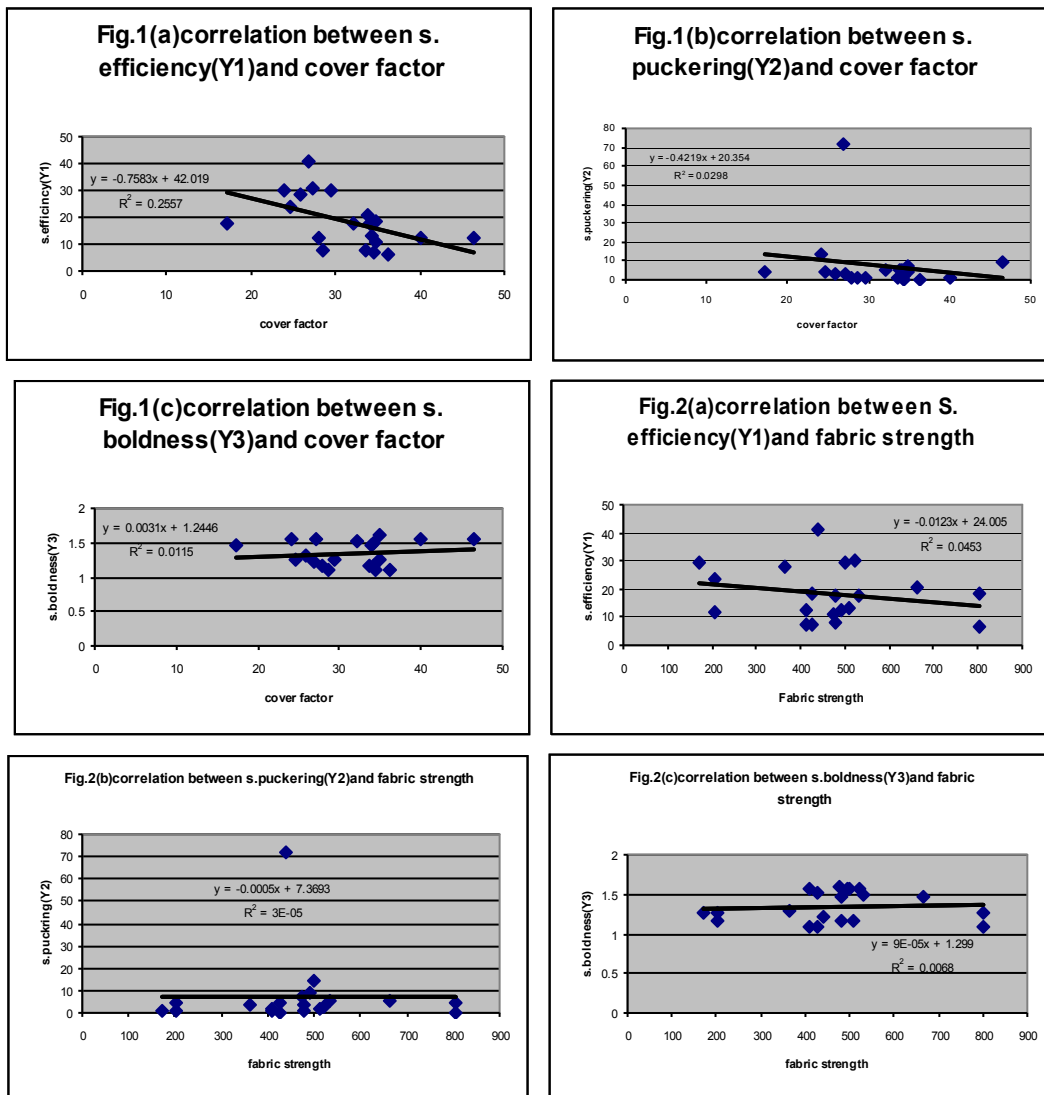 Fig.1(a)correlation between s.
efficiency(Y1)and cover factor
50
40
30
20
10
0
s.efficincy(Y1)
y = -0.7583x + 42.019
R² = 0.2557
0 10 20 30 40 50
cover factor
Fig.1(b)correlation between s.
puckering(Y2)and cover factor
80
70
60
50
40
30
20
10
0
s.puckering(Y2)
y = -0.4219x + 20.354
R² = 0.0298
0 10 20 30 40 50
cover factor
Fig.1(c)correlation between s.
boldness(Y3)and cover factor
2
1.5
1
0.5
0
s.boldness(Y3)
y = 0.0031x + 1.2446
R² = 0.0115
0 10 20 30 40 50
cover factor
Fig.2(a)correlation between S.
efficiency(Y1)and fabric strength
50
40
30
20
10
0
s.efficiency(Y1)
y = -0.0123x + 24.005
R² = 0.0453
0 100 200 300 400 500 600 700 800 900
Fabric strength
Fig.2(b)correlation between s.puckering(Y2)and fabric strength
80
70
60
50
40
30
20
10
0
s.puckring(Y2)
y = -0.0005x + 7.3693
R² = 3E-05
0 100 200 300 400 500 600 700 800 900
fabric strength
Fig.2(c)correlation between s.boldness(Y3)and fabric
strength
2
1.5
1
0.5
0
s.boldness(Y3)
y = 9E-05x + 1.299
R² = 0.0068
0 100 200 300 400 500 600 700 800 900
fabric strength